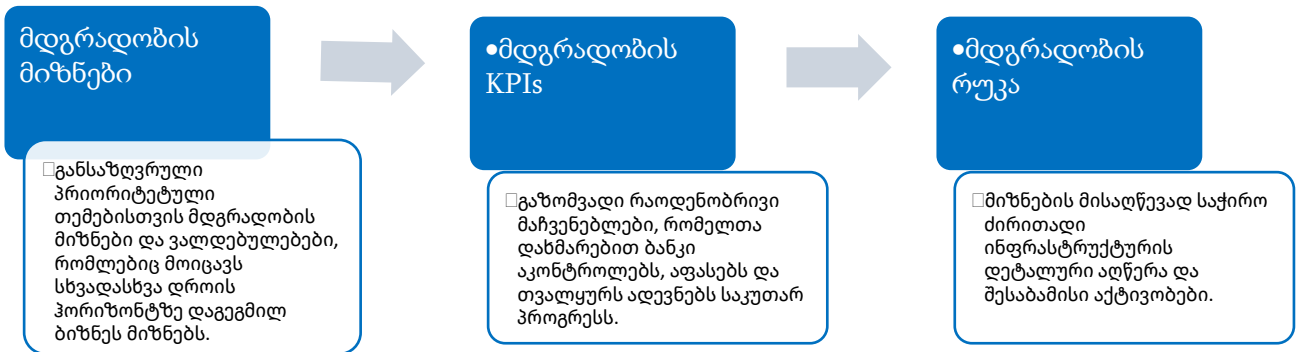 მდგრადობის
მიზნები
□განსაზღვრული
პრიორიტეტული
თემებისთვის მდგრადობის
მიზნები და ვალდებულებები,
რომლებიც მოიცავს
სხვადასხვა დროის
ჰორიზონტზე დაგეგმილ
ბიზნეს მიზნებს.
•მდგრადობის
KPIs
□გაზომვადი რაოდენობრივი
მაჩვენებლები, რომელთა
დახმარებით ბანკი
აკონტროლებს, აფასებს და
თვალყურს ადევნებს საკუთარ
პროგრესს.
•მდგრადობის
რუკა
□მიზნების მისაღწევად საჭირო
ძირითადი
ინფრასტრუქტურის
დეტალური აღწერა და
შესაბამისი აქტივობები.